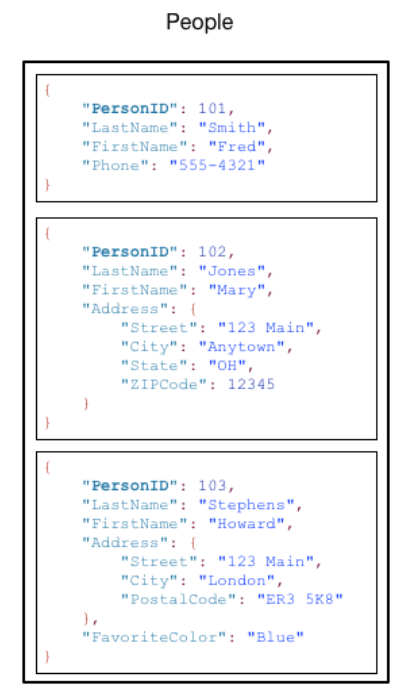 People
{
"PersonID": 101,
"LastName": "Smith",
"FirstName": "Fred",
"Phone": "555-4321"
}
{
"PersonID": 102,
"LastName": "Jones",
"FirstName": "Mary",
"Address": {
"Street": "123 Main",
"City": "Anytown",
"State": "OH",
"ZIPCode": 12345
}
}
{
"PersonID": 103,
"LastName": "Stephens",
"FirstName": "Howard",
"Address": {
"Street": "123 Main",
"City": "London",
"PostalCode": "ER3 5K8"
},
"FavoriteColor": "Blue"
}